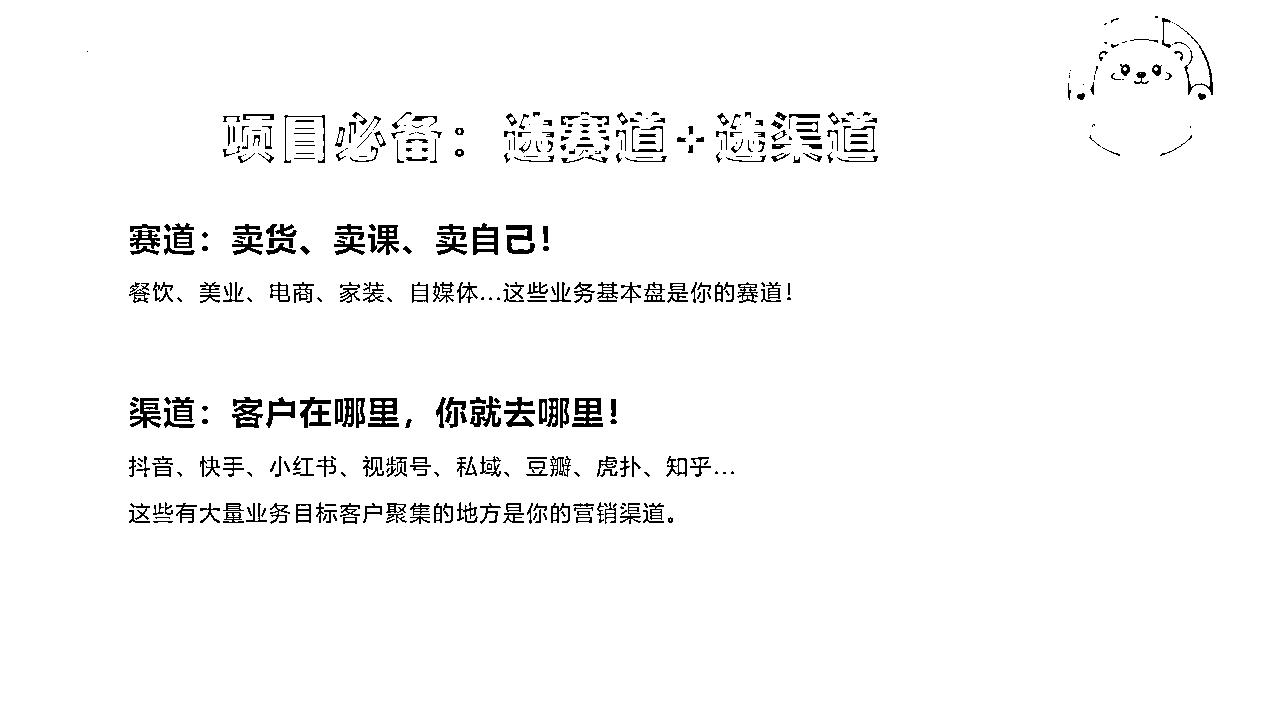 项目必备：选赛道+选渠道
赛道：卖货、卖课、卖自己！
餐饮、美业、电商、家装、自媒体...这些业务基本盘是你的赛道！
渠道：客户在哪里，你就去哪里！
抖音、快手、小红书、视频号、私域、豆瓣、虎扑、知乎...
这些有大量业务目标客户聚集的地方是你的营销渠道。